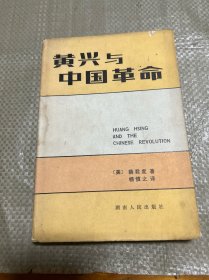 黄兴与
中国革命
HUANG HSING
AND THE
CHINESE REVOLUTION
（美）薛君度 著
杨慎之 译
湖南人民出版社